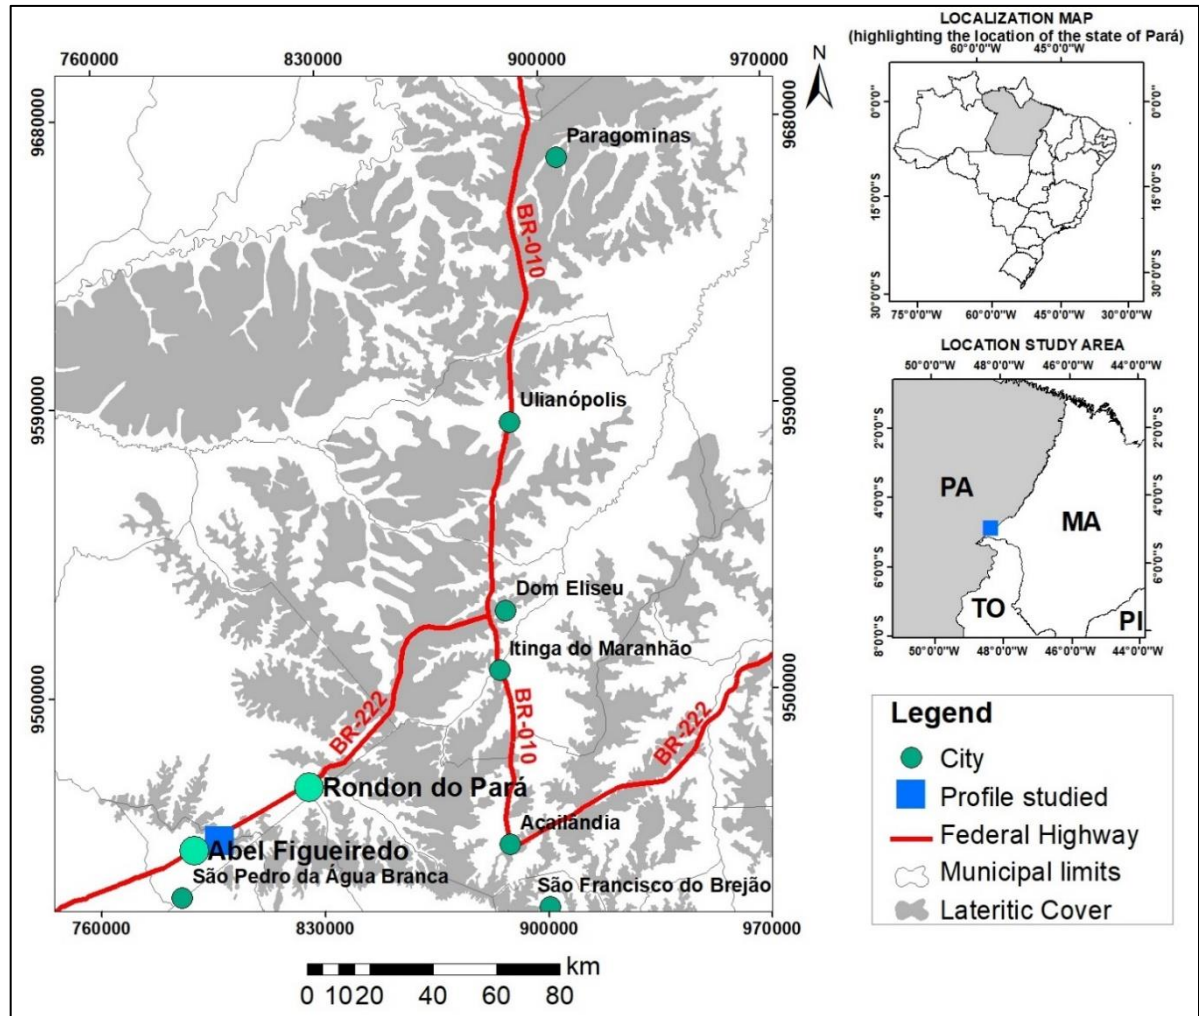 760000 830000 900000 970000
N
9680000
9680000
Paragominas
BR-010
9590000
9590000
Ulianópolis
Dom Eliseu
Itinga do Maranhão
9500000
9500000
BR-222
BR-010
BR-222
Rondon do Pará
Açailândia
Abel Figueiredo
São Pedro da Água Branca
São Francisco do Brejão
760000 830000 900000 970000
km
0 10 20 40 60 80
LOCALIZATION MAP
(highlighting the location of the state of Pará)
60°0'0"W 45°0'0"W
0°0'0" 0°0'0"
15°0'0"S 15°0'0"S
30°0'0"S 30°0'0"S
75°0'0"W 60°0'0"W 45°0'0"W 30°0'0"W
LOCATION STUDY AREA
50°0'0"W 48°0'0"W 46°0'0"W 44°0'0"W
2°0'0"S 2°0'0"S
PA
4°0'0"S 4°0'0"S
MA
6°0'0"S 6°0'0"S
TO
PI
8°0'0"S
50°0'0"W 48°0'0"W 46°0'0"W 44°0'0"W
Legend
City
Profile studied
Federal Highway
Municipal limits
Lateritic Cover